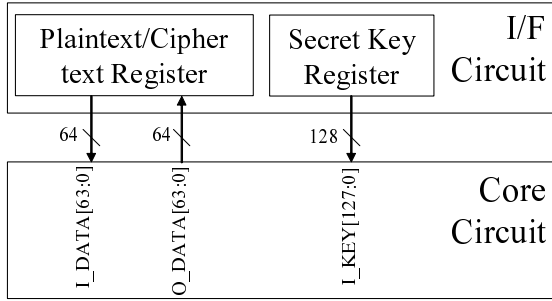 Plaintext/Cipher
text Register
Secret Key
Register
I/F
Circuit
64
64
128
I_DATA[63:0]
O_DATA[63:0]
I_KEY[127:0]
Core
Circuit